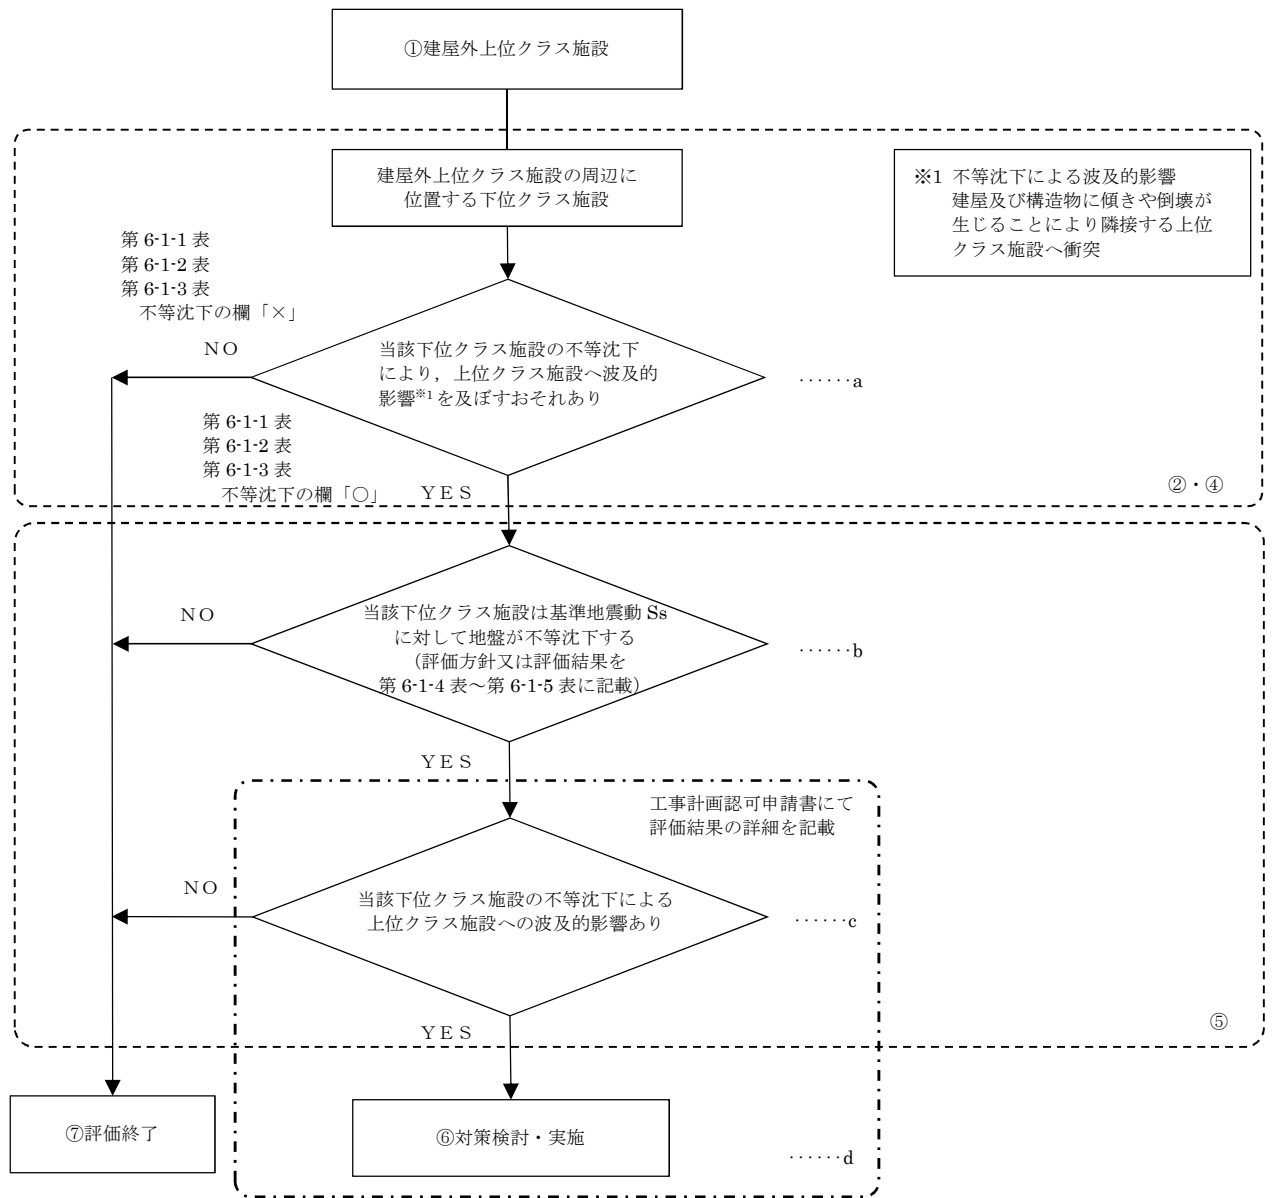 ①建屋外上位クラス施設
建屋外上位クラス施設の周辺に
位置する下位クラス施設
※1 不等沈下による波及的影響
建屋及び構造物に傾きや倒壊が
生じることにより隣接する上位
クラス施設へ衝突
第 6-1-1 表
第 6-1-2 表
第 6-1-3 表
不等沈下の欄「×」
NO
当該下位クラス施設の不等沈下
により，上位クラス施設へ波及的
影響※1を及ぼすおそれあり
······a
第 6-1-1 表
第 6-1-2 表
第 6-1-3 表
不等沈下の欄「○」
YES
②・④
NO
当該下位クラス施設は基準地震動 Ss
に対して地盤が不等沈下する
（評価方針又は評価結果を
第 6-1-4 表～第 6-1-5 表に記載）
······b
YES
工事計画認可申請書にて
評価結果の詳細を記載
NO
当該下位クラス施設の不等沈下による
上位クラス施設への波及的影響あり
······c
YES
⑤
⑦評価終了
⑥対策検討・実施
······d